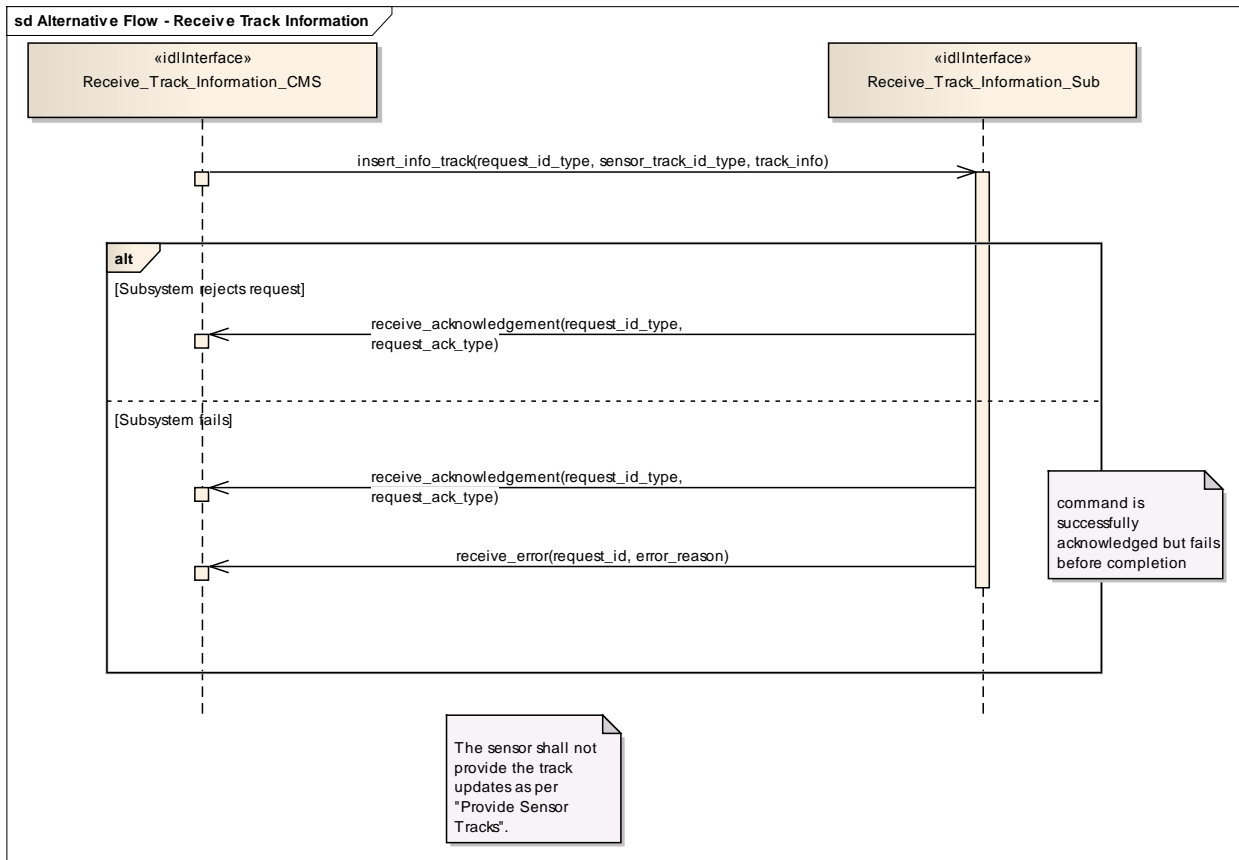 sd Alternative Flow - Receive Track Information
«idlInterface»
Receive_Track_Information_CMS
«idlInterface»
Receive_Track_Information_Sub
insert_info_track(request_id_type, sensor_track_id_type, track_info)
alt
[Subsystem rejects request]
receive_acknowledgement(request_id_type,
request_ack_type)
[Subsystem fails]
receive_acknowledgement(request_id_type,
request_ack_type)
command is
successfully
acknowledged but fails
before completion
receive_error(request_id, error_reason)
The sensor shall not
provide the track
updates as per
"Provide Sensor
Tracks".